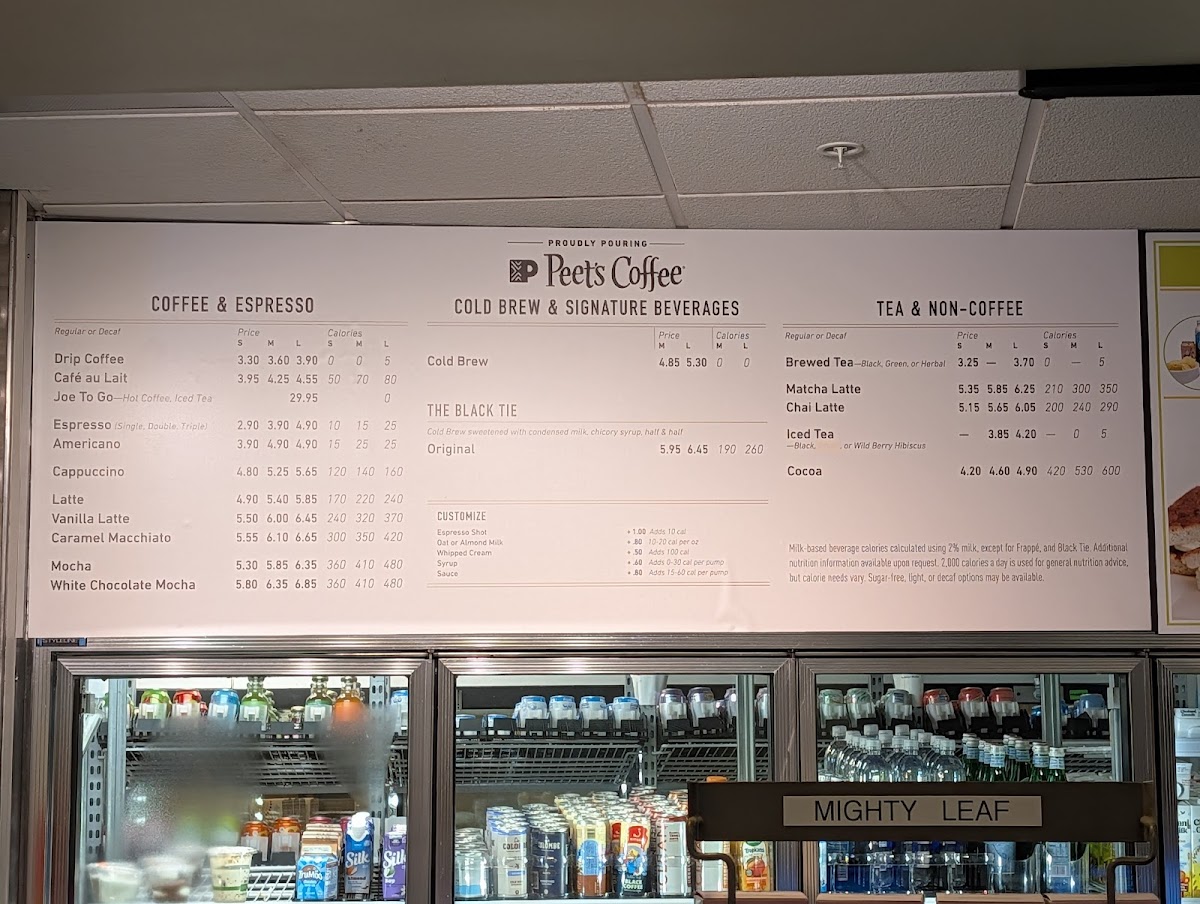 PROUDLY POURING
Peet's Coffee
COFFEE & ESPRESSO
Regular or Decaf Price Calories
S M L S M L
Drip Coffee 3.30 3.60 3.90 0 0 5
Café au Lait 3.95 4.25 4.55 50 70 80
Joe To Go—Hot Coffee, Iced Tea 29.95 0
Espresso (Single, Double, Triple) 2.90 3.90 4.90 10 15 25
Americano 3.90 4.90 4.90 15 25 25
Cappuccino 4.80 5.25 5.65 120 140 160
Latte 4.90 5.40 5.85 170 220 240
Vanilla Latte 5.50 6.00 6.45 240 320 370
Caramel Macchiato 5.55 6.10 6.65 300 350 420
Mocha 5.30 5.85 6.35 360 410 480
White Chocolate Mocha 5.80 6.35 6.85 360 410 480
COLD BREW & SIGNATURE BEVERAGES
Price Calories
M L M L
Cold Brew 4.85 5.30 0 0
THE BLACK TIE
Cold Brew sweetened with condensed milk, chicory syrup, half & half
Original 5.95 6.45 190 260
CUSTOMIZE
Espresso Shot +1.00 Adds 10 cal
Oat or Almond Milk +.80 10-20 cal per oz
Whipped Cream +.50 Adds 100 cal
Syrup +.60 Adds 0-30 cal per pump
Sauce +.80 Adds 15-60 cal per pump
TEA & NON-COFFEE
Regular or Decaf Price Calories
S M L S M L
Brewed Tea—Black, Green, or Herbal 3.25 — 3.70 0 — 5
Matcha Latte 5.35 5.85 6.25 210 300 350
Chai Latte 5.15 5.65 6.05 200 240 290
Iced Tea — 3.85 4.20 — 0 5
—Black, or Wild Berry Hibiscus
Cocoa 4.20 4.60 4.90 420 530 600
Milk-based beverage calories calculated using 2% milk, except for Frappé, and Black Tie. Additional
nutrition information available upon request. 2,000 calories a day is used for general nutrition advice,
but calorie needs vary. Sugar-free, light, or decaf options may be available.
MIGHTY LEAF
TruMoo
Silk
Silk
BLACK
COFFEE